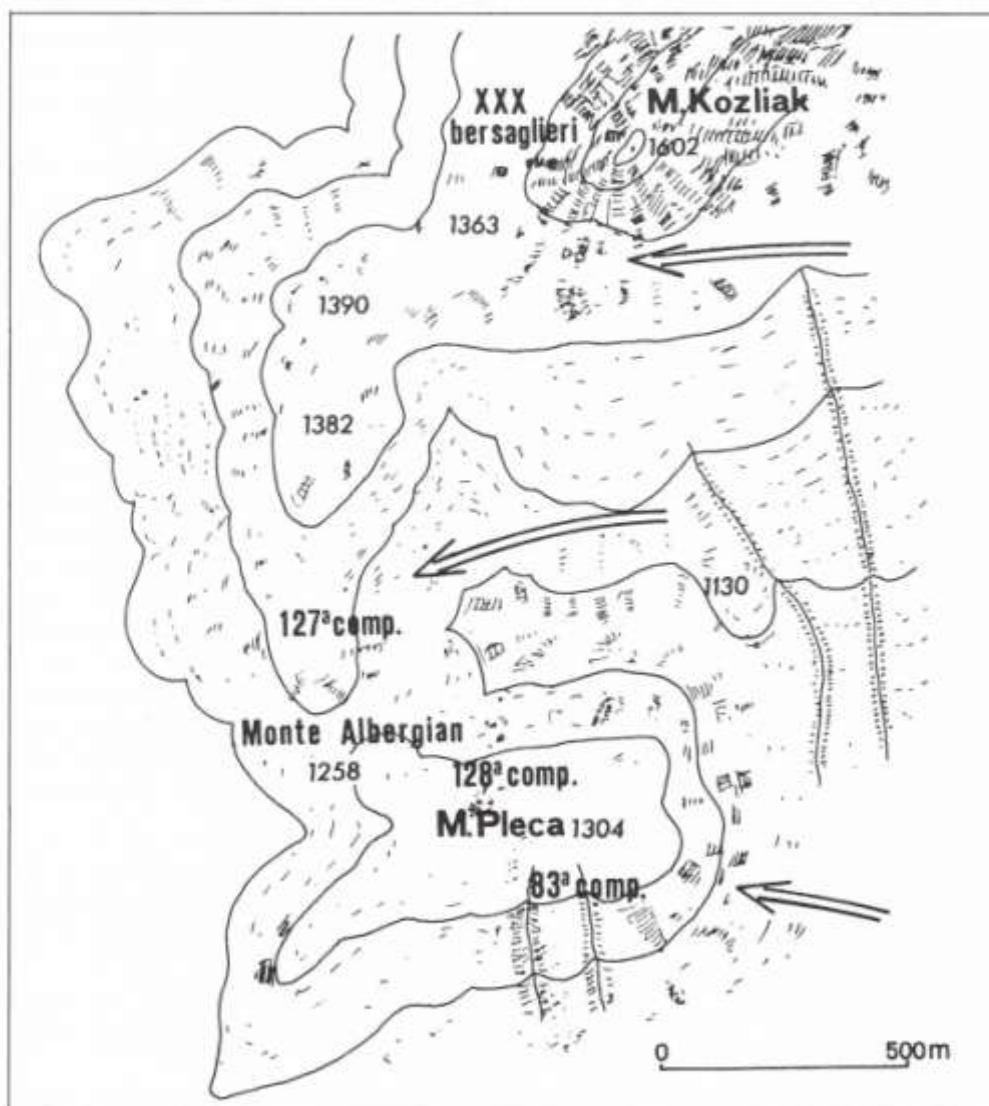 XXX
bersaglieri
M.Kozliak
1602
1363
1390
1382
1130
127ª comp.
Monte Albergian
1258
128ª comp.
M.Pleca 1304
83ª comp.
0 500m